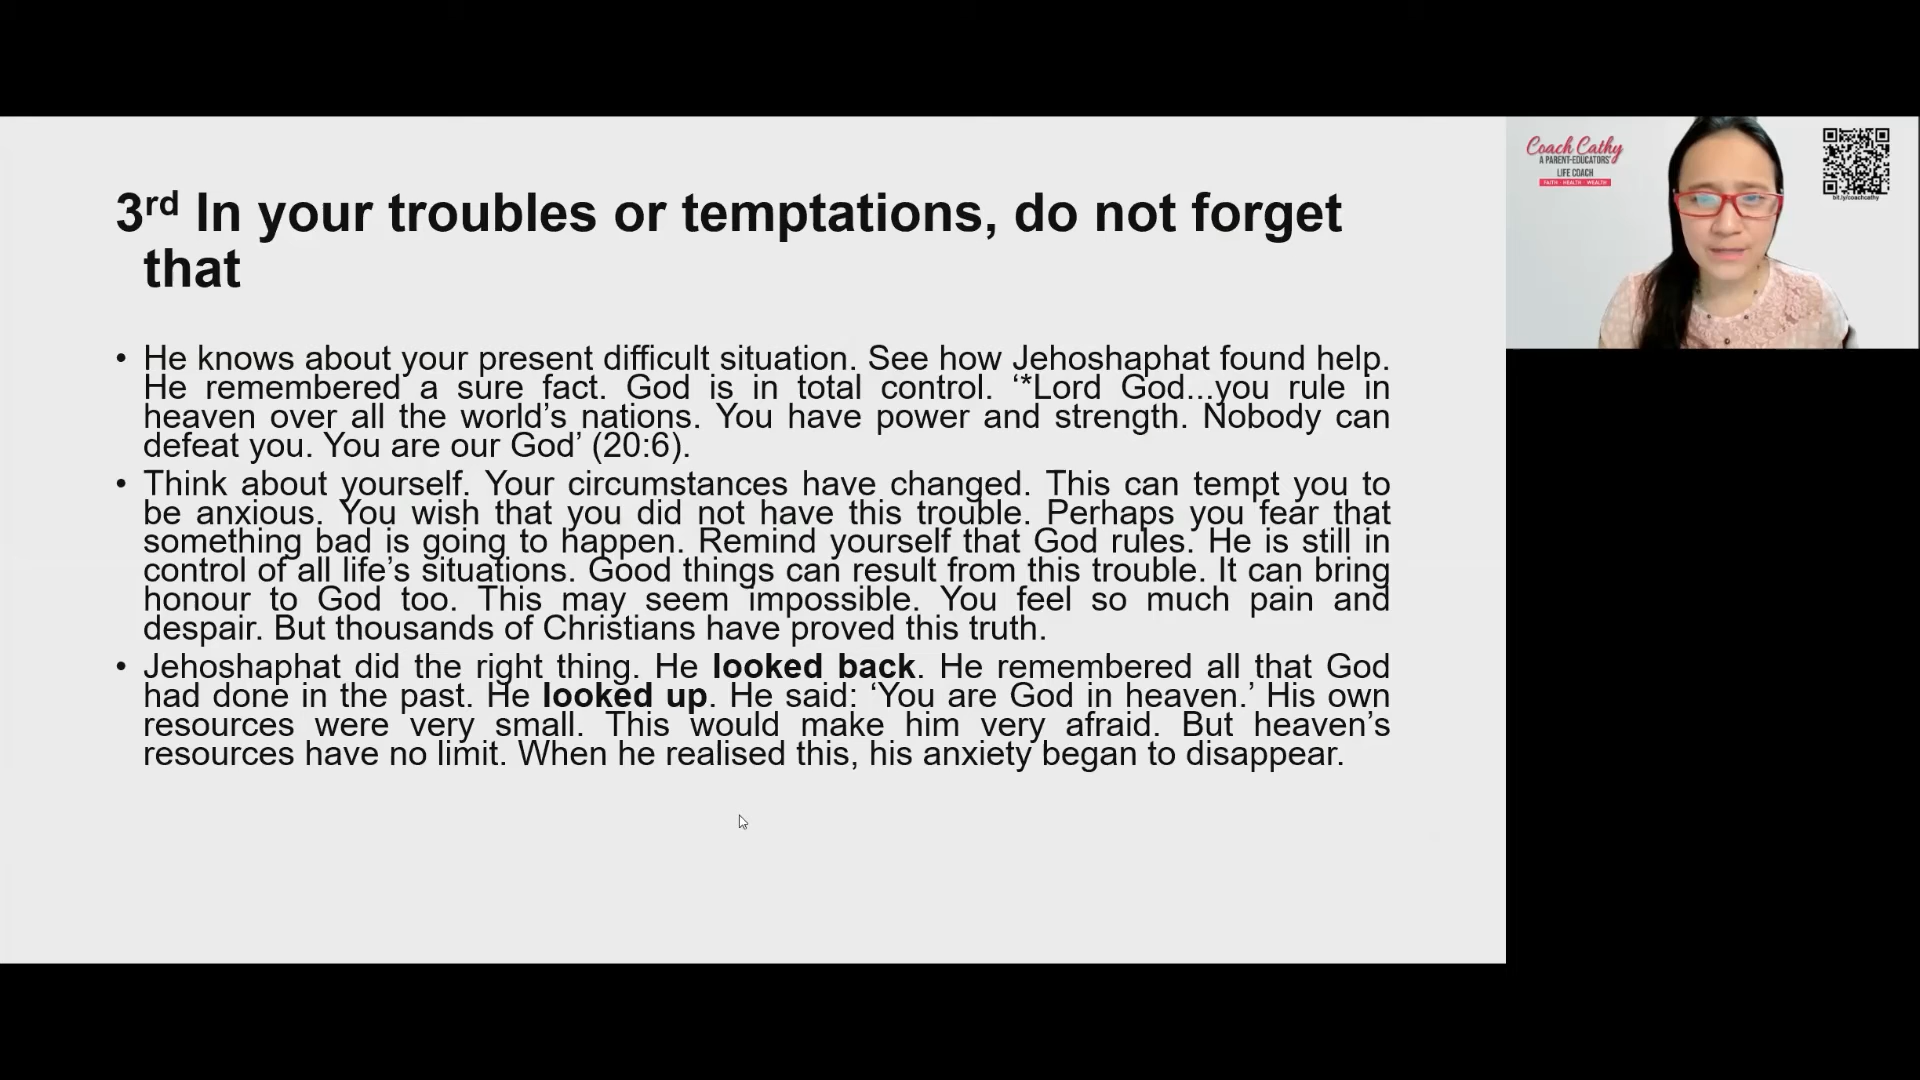 3rd In your troubles or temptations, do not forget
that
• He knows about your present difficult situation. See how Jehoshaphat found help.
He remembered a sure fact. God is in total control. ‘*Lord God...you rule in
heaven over all the world’s nations. You have power and strength. Nobody can
defeat you. You are our God’ (20:6).
• Think about yourself. Your circumstances have changed. This can tempt you to
be anxious. You wish that you did not have this trouble. Perhaps you fear that
something bad is going to happen. Remind yourself that God rules. He is still in
control of all life’s situations. Good things can result from this trouble. It can bring
honour to God too. This may seem impossible. You feel so much pain and
despair. But thousands of Christians have proved this truth.
• Jehoshaphat did the right thing. He looked back. He remembered all that God
had done in the past. He looked up. He said: ‘You are God in heaven.’ His own
resources were very small. This would make him very afraid. But heaven’s
resources have no limit. When he realised this, his anxiety began to disappear.
Coach Cathy
A PARENT-EDUCATORS'
LIFE COACH
FAITH · HEALTH · WEALTH
bit.ly/coachcathy